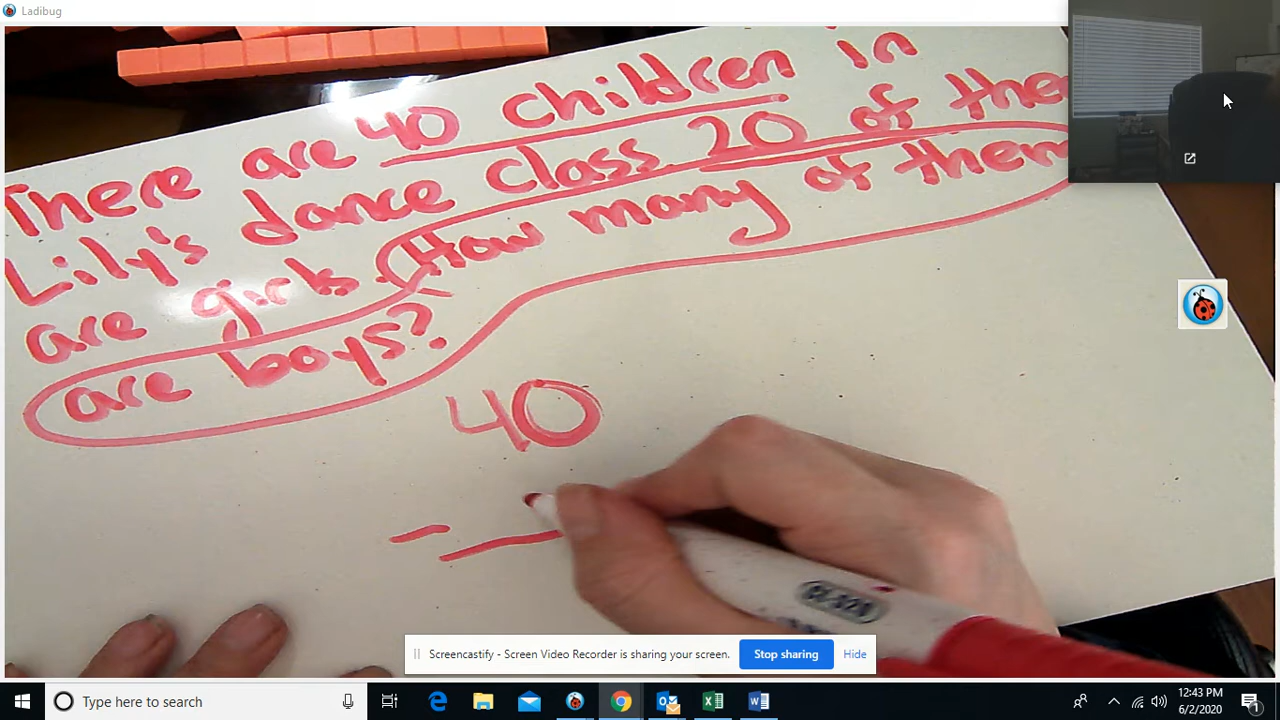 Ladibug
There are 40 children in
Lily's dance class 20 of the
are girls. How many of them
are boys?
40
-
Screencastify - Screen Video Recorder is sharing your screen.
Stop sharing
Hide
Type here to search
12:43 PM
6/2/2020